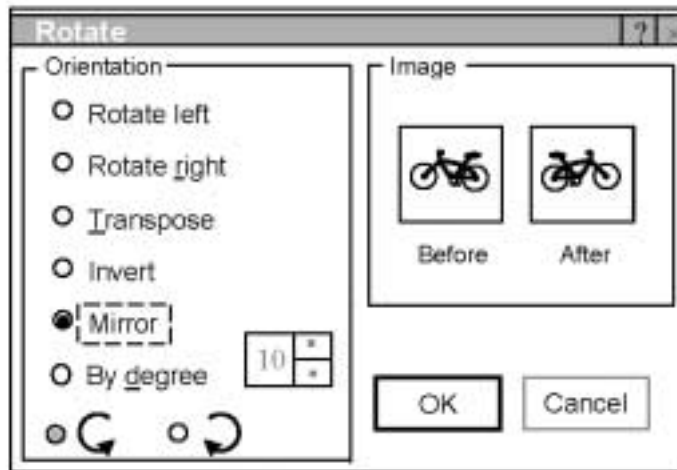 Rotate ?
Orientation
Rotate left
Rotate right
Transpose
Invert
Mirror
By degree
10
Image
Before After
OK Cancel